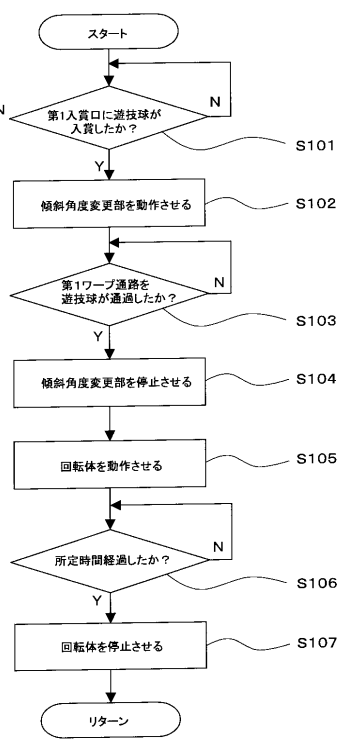 スタート
N
第1入賞口に遊技球が
入賞したか？
N
S101
Y
傾斜角度変更部を動作させる
S102
第1ワープ通路を
遊技球が通過したか？
N
S103
Y
傾斜角度変更部を停止させる
S104
回転体を動作させる
S105
所定時間経過したか？
N
S106
Y
回転体を停止させる
S107
リターン